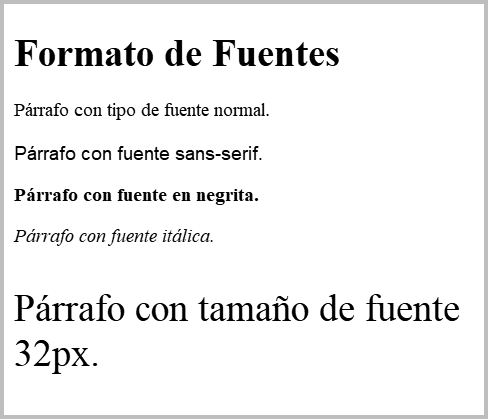 Formato de Fuentes
Párrafo con tipo de fuente normal.
Párrafo con fuente sans-serif.
Párrafo con fuente en negrita.
Párrafo con fuente itálica.
Párrafo con tamaño de fuente
32px.